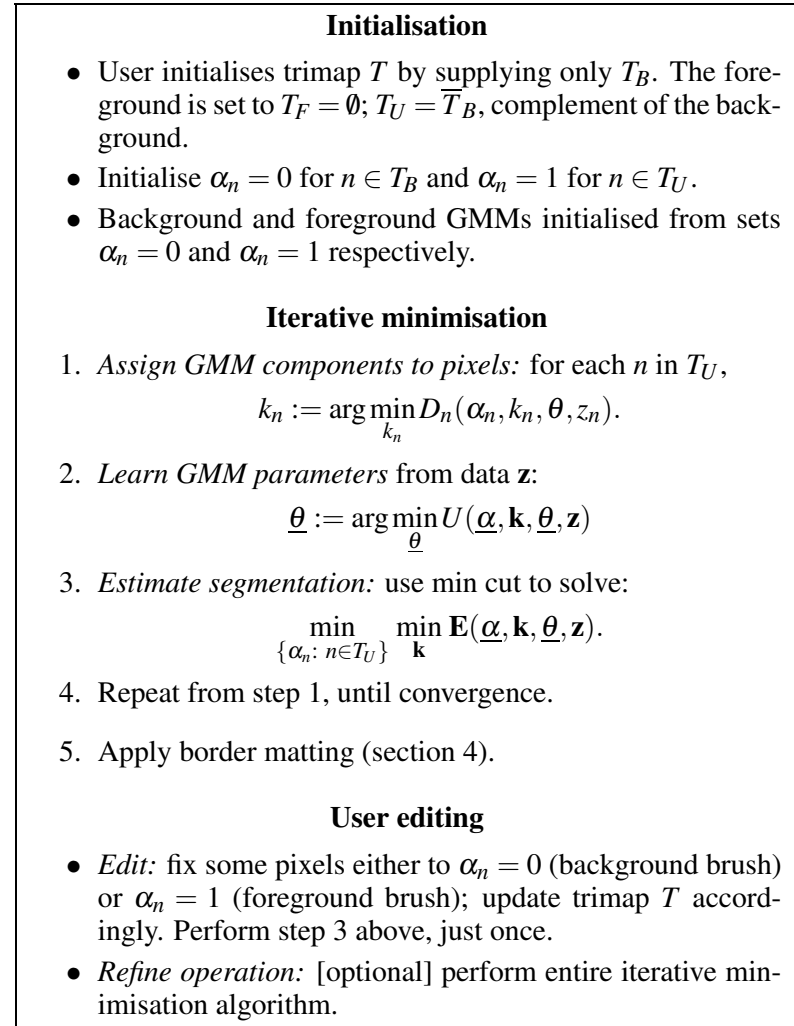 Initialisation
• User initialises trimap T by supplying only T_B. The fore-
ground is set to T_F = ∅; T_U = T̅_B, complement of the back-
ground.
• Initialise α_n = 0 for n ∈ T_B and α_n = 1 for n ∈ T_U.
• Background and foreground GMMs initialised from sets
α_n = 0 and α_n = 1 respectively.
Iterative minimisation
1. Assign GMM components to pixels: for each n in T_U,
k_n := arg min_{k_n} D_n(α_n, k_n, θ, z_n).
2. Learn GMM parameters from data z:
θ̲ := arg min_{θ̲} U(α̲, k, θ̲, z)
3. Estimate segmentation: use min cut to solve:
min_{{α_n: n∈T_U}} min_k E(α̲, k, θ̲, z).
4. Repeat from step 1, until convergence.
5. Apply border matting (section 4).
User editing
• Edit: fix some pixels either to α_n = 0 (background brush)
or α_n = 1 (foreground brush); update trimap T accord-
ingly. Perform step 3 above, just once.
• Refine operation: [optional] perform entire iterative min-
imisation algorithm.